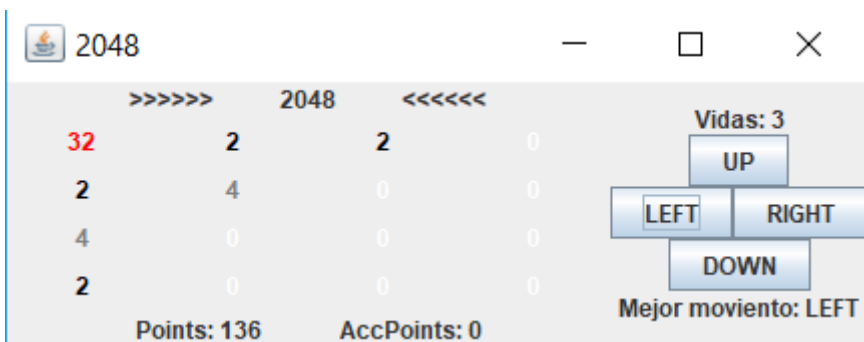 2048
>>>>>> 2048 <<<<<<
Vidas: 3
32 2 2 0
UP
2 4 0 0
LEFT RIGHT
4 0 0 0
DOWN
2 0 0 0
Mejor moviento: LEFT
Points: 136 AccPoints: 0